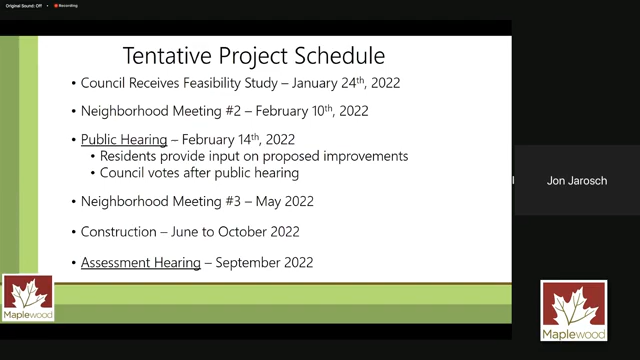 Original Sound: Off
Recording
Tentative Project Schedule
• Council Receives Feasibility Study – January 24th, 2022
• Neighborhood Meeting #2 – February 10th, 2022
• Public Hearing – February 14th, 2022
• Residents provide input on proposed improvements
• Council votes after public hearing
• Neighborhood Meeting #3 – May 2022
• Construction – June to October 2022
• Assessment Hearing – September 2022
Jon Jarosch
Maplewood
Maplewood